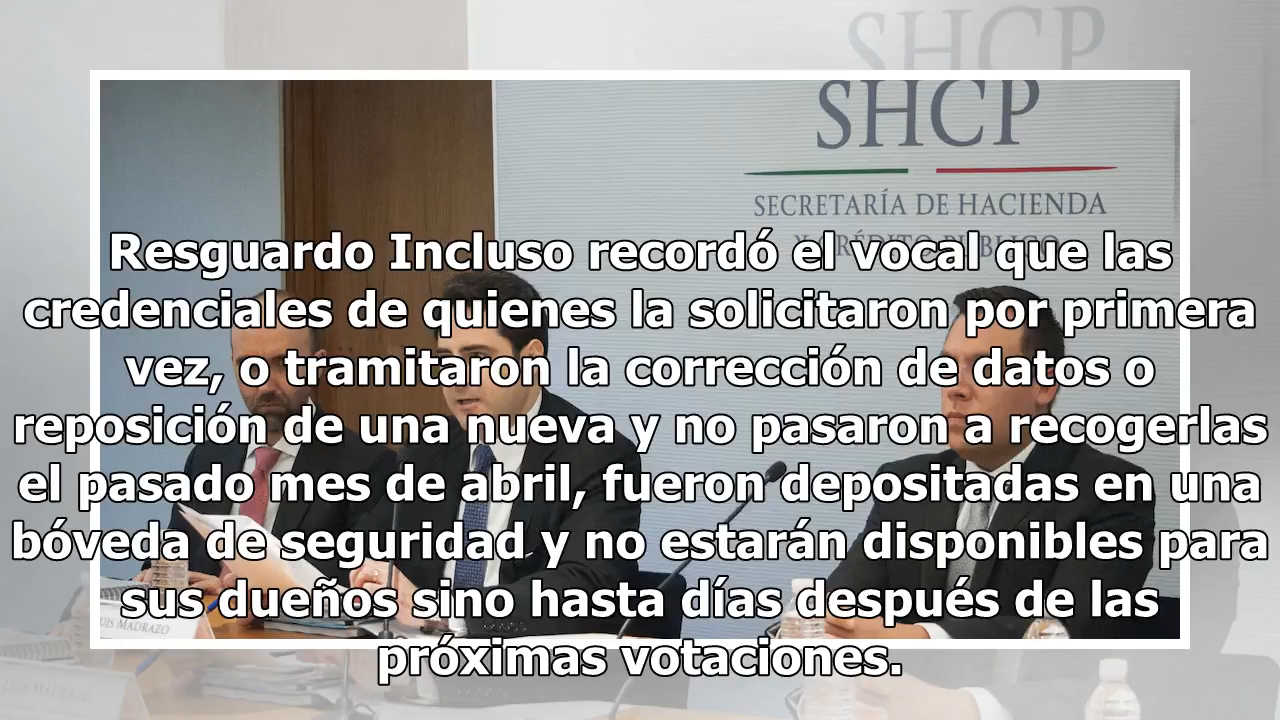 SHCP
SHCP
SECRETARÍA DE HACIENDA
Resguardo Incluso recordó el vocal que las
credenciales de quienes la solicitaron por primera
vez, o tramitaron la corrección de datos o
reposición de una nueva y no pasaron a recogerlas
el pasado mes de abril, fueron depositadas en una
bóveda de seguridad y no estarán disponibles para
sus dueños sino hasta días después de las
próximas votaciones.
MADRAZO